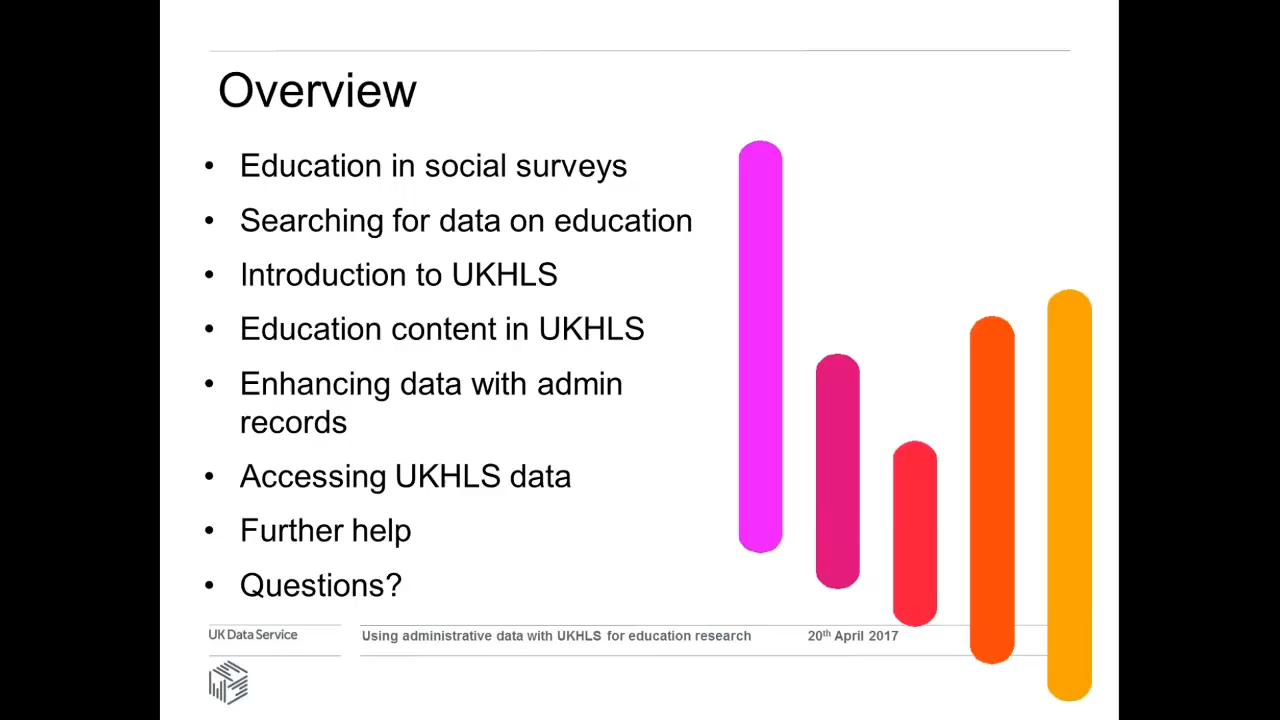 Overview
• Education in social surveys
• Searching for data on education
• Introduction to UKHLS
• Education content in UKHLS
• Enhancing data with admin
records
• Accessing UKHLS data
• Further help
• Questions?
UK Data Service
Using administrative data with UKHLS for education research
20th April 2017